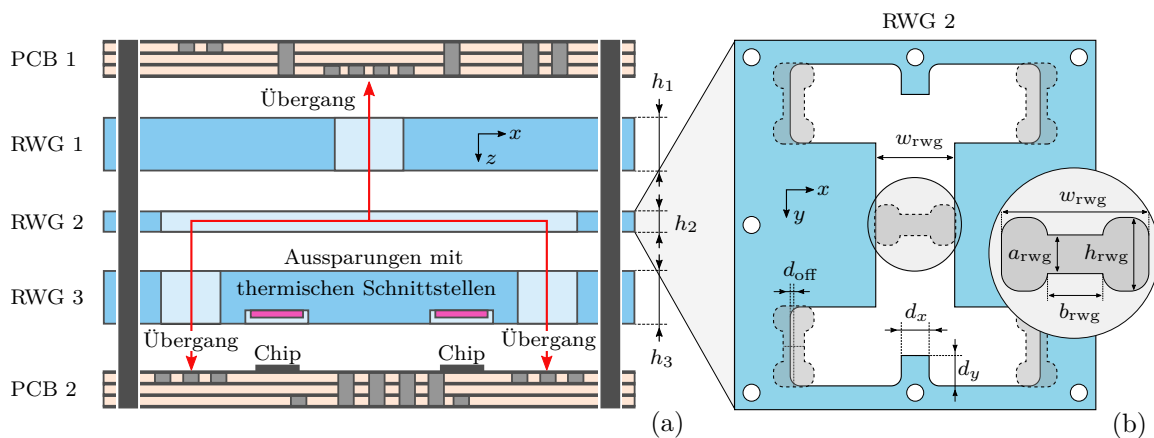 PCB 1
Übergang
RWG 1
x
z
h1
RWG 2
h2
Aussparungen mit
thermischen Schnittstellen
RWG 3
Übergang
Übergang
Chip
Chip
h3
PCB 2
(a)
RWG 2
wrwg
x
y
wrwg
arwg
hrwg
brwg
doff
dx
dy
(b)